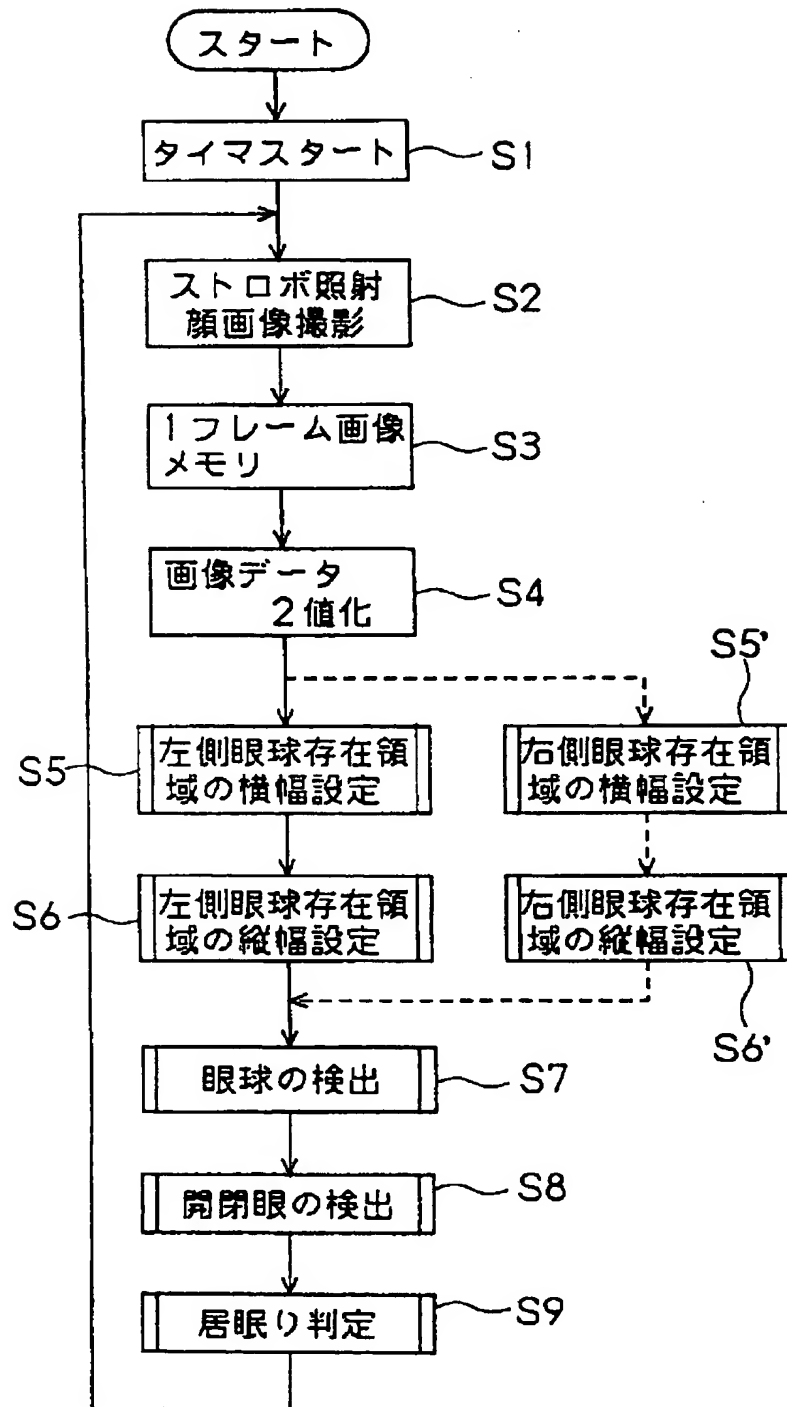 スタート
タイマスタート
S1
ストロボ照射
顔画像撮影
S2
1フレーム画像
メモリ
S3
画像データ
2値化
S4
S5'
S5
左側眼球存在領
域の横幅設定
右側眼球存在領
域の横幅設定
S6
左側眼球存在領
域の縦幅設定
右側眼球存在領
域の縦幅設定
S6'
眼球の検出
S7
開閉眼の検出
S8
居眠り判定
S9